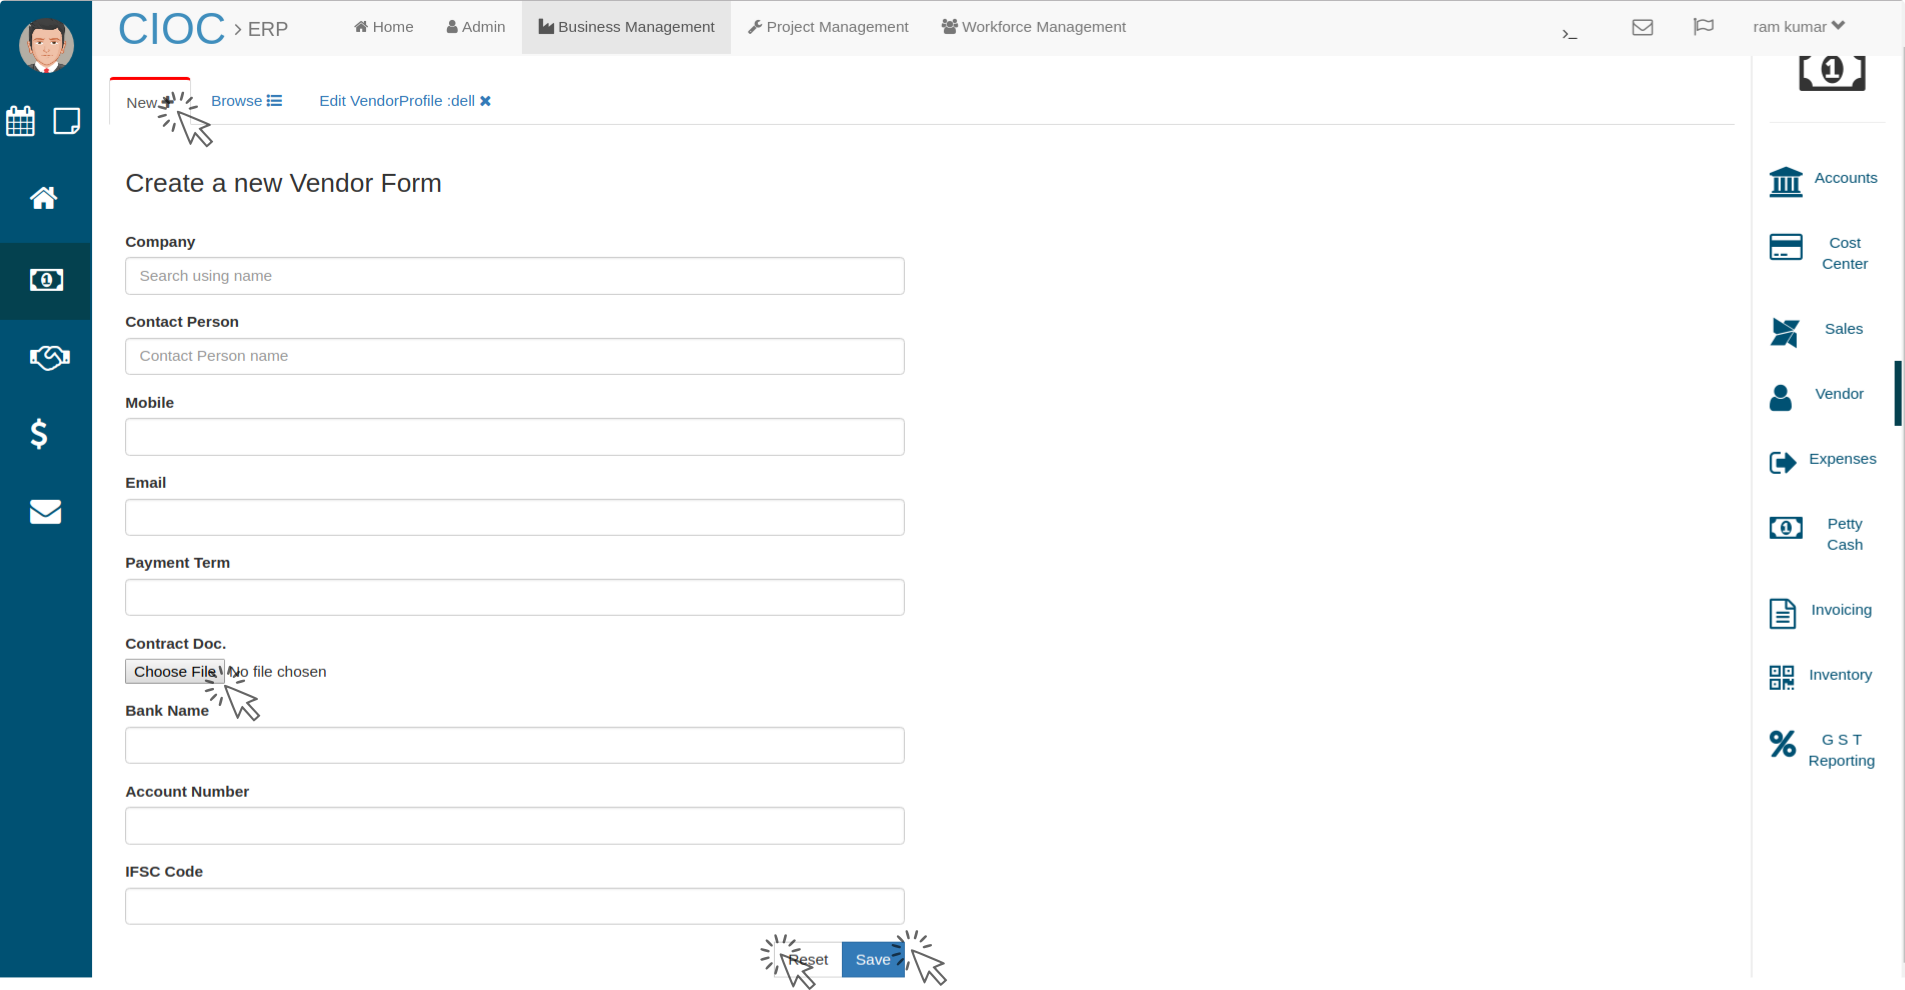 CIOC > ERP
Home
Admin
Business Management
Project Management
Workforce Management
>_
ram kumar
New
Browse
Edit VendorProfile :dell
Create a new Vendor Form
Company
Search using name
Contact Person
Contact Person name
Mobile
Email
Payment Term
Contract Doc.
Choose File No file chosen
Bank Name
Account Number
IFSC Code
Reset
Save
Accounts
Cost
Center
Sales
Vendor
Expenses
Petty
Cash
Invoicing
Inventory
G S T
Reporting